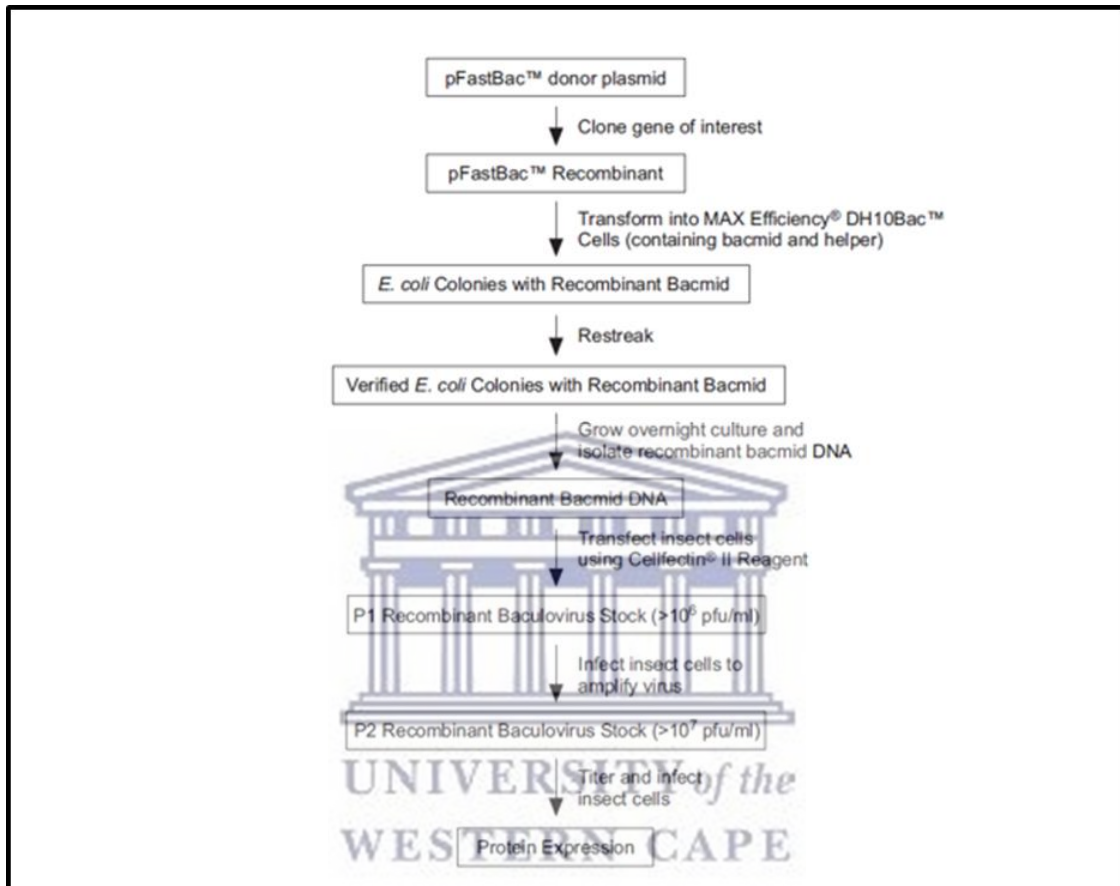 pFastBac™ donor plasmid
Clone gene of interest
pFastBac™ Recombinant
Transform into MAX Efficiency® DH10Bac™
Cells (containing bacmid and helper)
E. coli Colonies with Recombinant Bacmid
Restreak
Verified E. coli Colonies with Recombinant Bacmid
Grow overnight culture and
isolate recombinant bacmid DNA
Recombinant Bacmid DNA
Transfect insect cells
using Cellfectin® II Reagent
P1 Recombinant Baculovirus Stock (>10⁶ pfu/ml)
Infect insect cells to
amplify virus
P2 Recombinant Baculovirus Stock (>10⁷ pfu/ml)
Titer and infect
insect cells
Protein Expression
UNIVERSITY of the
WESTERN CAPE